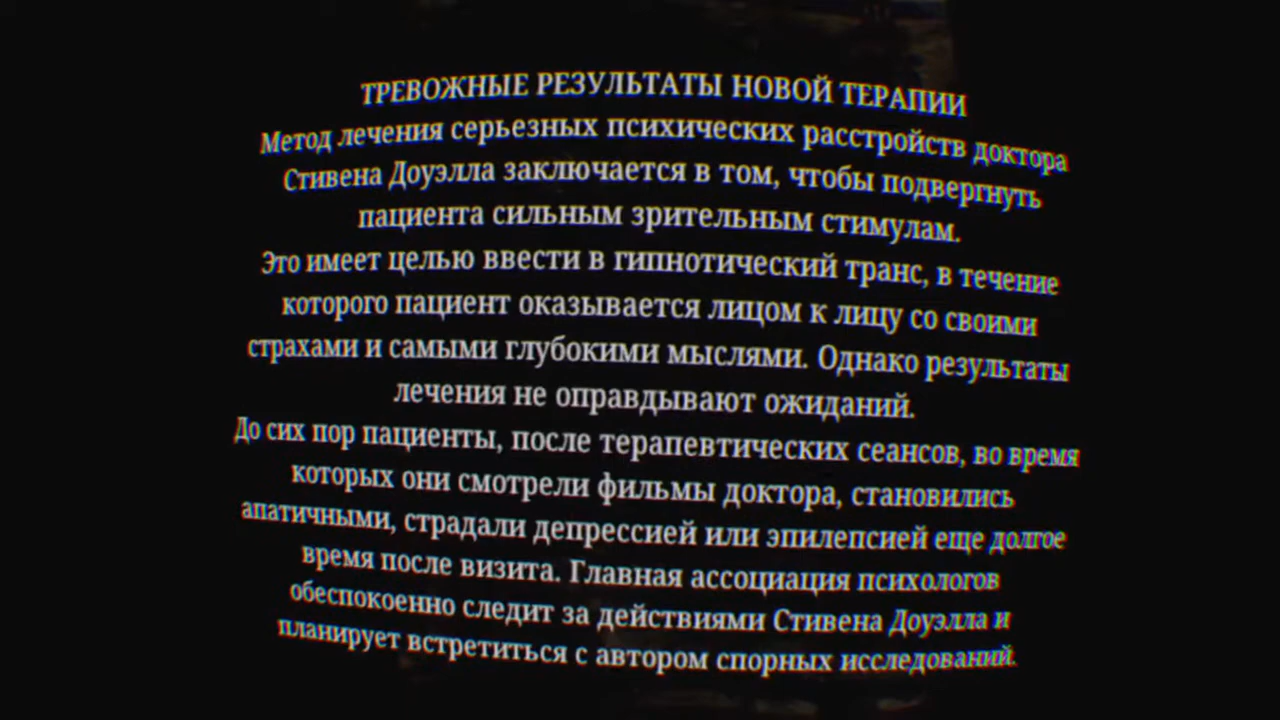 ТРЕВОЖНЫЕ РЕЗУЛЬТАТЫ НОВОЙ ТЕРАПИИ
Метод лечения серьезных психических расстройств доктора
Стивена Доуэлла заключается в том, чтобы подвергнуть
пациента сильным зрительным стимулам.
Это имеет целью ввести в гипнотический транс, в течение
которого пациент оказывается лицом к лицу со своими
страхами и самыми глубокими мыслями. Однако результаты
лечения не оправдывают ожиданий.
До сих пор пациенты, после терапевтических сеансов, во время
которых они смотрели фильмы доктора, становились
апатичными, страдали депрессией или эпилепсией еще долгое
время после визита. Главная ассоциация психологов
обеспокоенно следит за действиями Стивена Доуэлла и
планирует встретиться с автором спорных исследований.